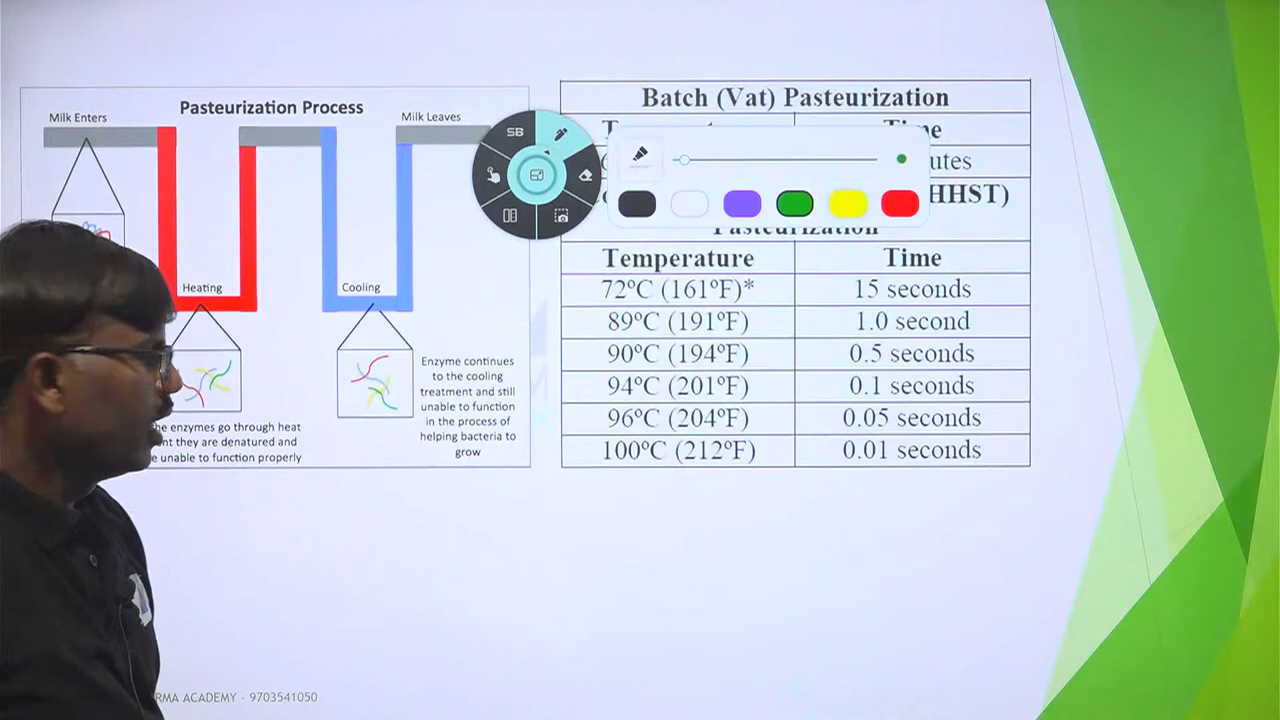 Pasteurization Process
Milk Enters
Milk Leaves
Heating
Cooling
enzymes go through heat
they are denatured and
unable to function properly
Enzyme continues
to the cooling
treatment and still
unable to function
in the process of
helping bacteria to
grow
SB
Batch (Vat) Pasteurization
HHST)
Pasteurization
Temperature Time
72ºC (161ºF)* 15 seconds
89ºC (191ºF) 1.0 second
90ºC (194ºF) 0.5 seconds
94ºC (201ºF) 0.1 seconds
96ºC (204ºF) 0.05 seconds
100ºC (212ºF) 0.01 seconds
ACADEMY - 9703541050